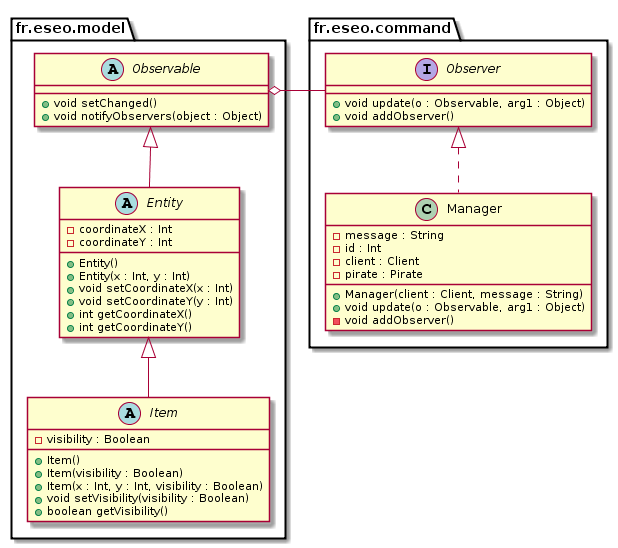 fr.eseo.model
A Observable
void setChanged()
void notifyObservers(object : Object)
A Entity
coordinateX : Int
coordinateY : Int
Entity()
Entity(x : Int, y : Int)
void setCoordinateX(x : Int)
void setCoordinateY(y : Int)
int getCoordinateX()
int getCoordinateY()
A Item
visibility : Boolean
Item()
Item(visibility : Boolean)
Item(x : Int, y : Int, visibility : Boolean)
void setVisibility(visibility : Boolean)
boolean getVisibility()
fr.eseo.command
I Observer
void update(o : Observable, arg1 : Object)
void addObserver()
C Manager
message : String
id : Int
client : Client
pirate : Pirate
Manager(client : Client, message : String)
void update(o : Observable, arg1 : Object)
void addObserver()